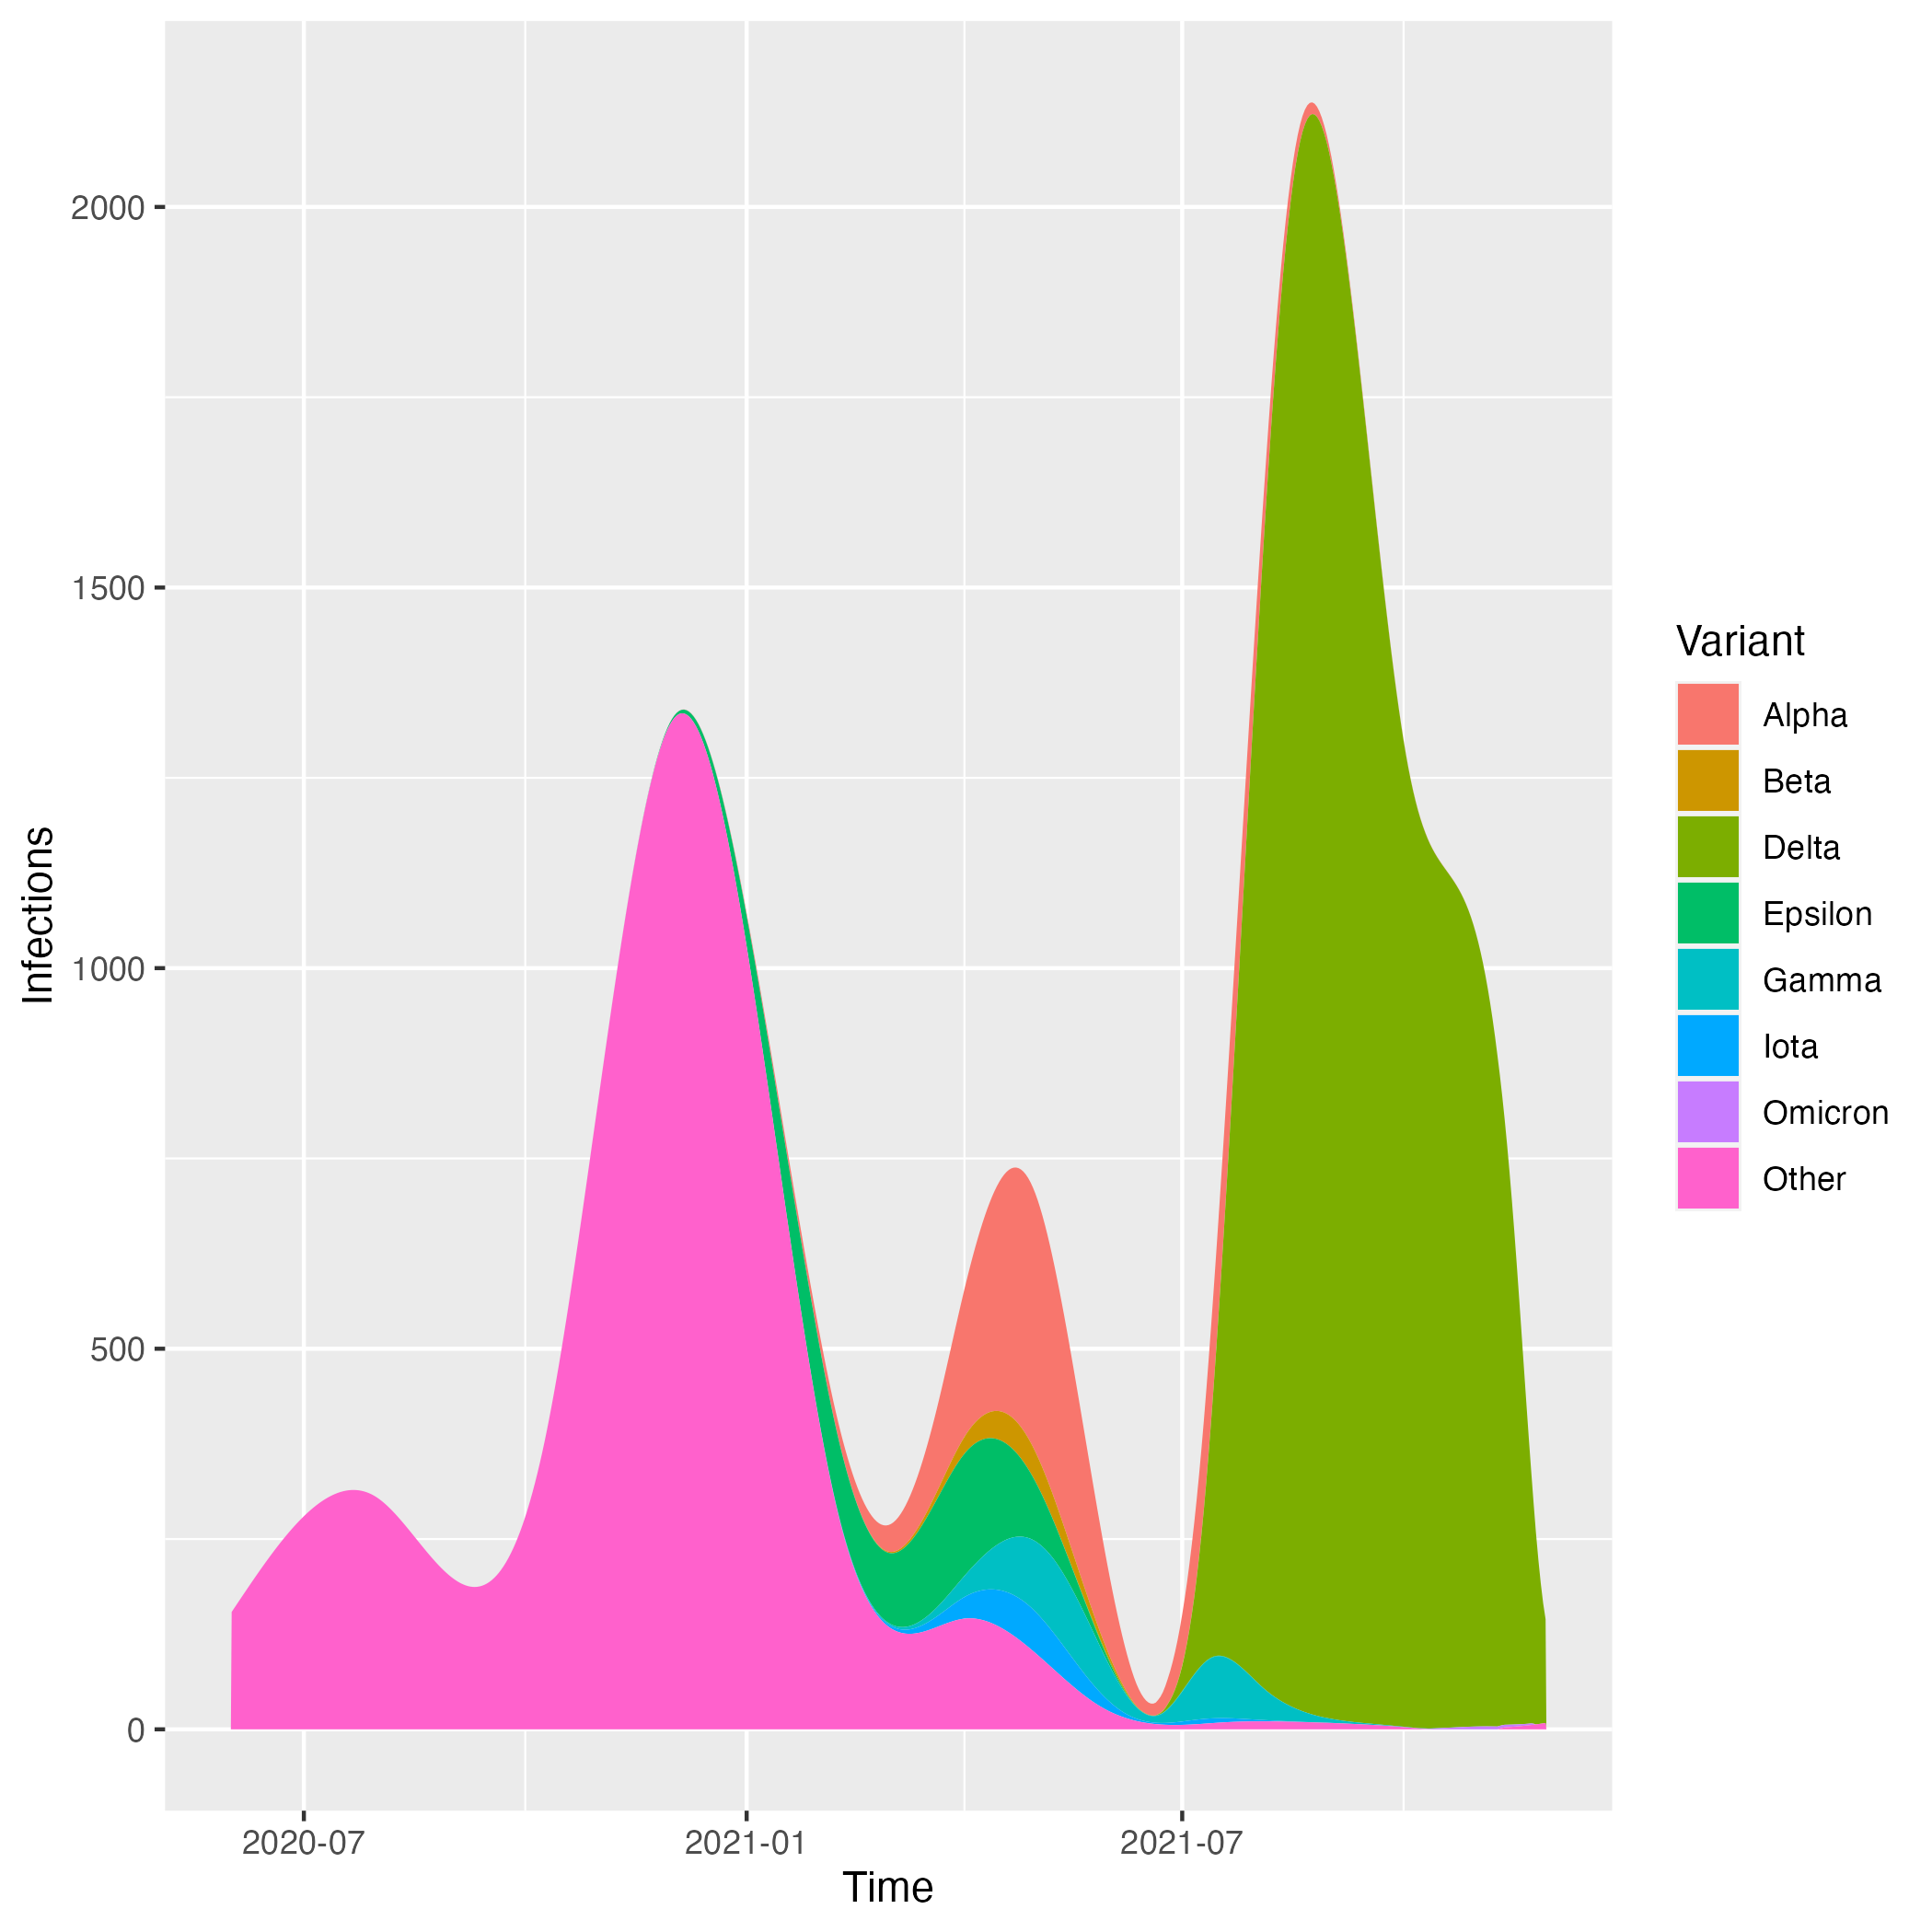 2000
1500
1000
500
0
Infections
2020-07
2021-01
2021-07
Time
Variant
Alpha
Beta
Delta
Epsilon
Gamma
Iota
Omicron
Other